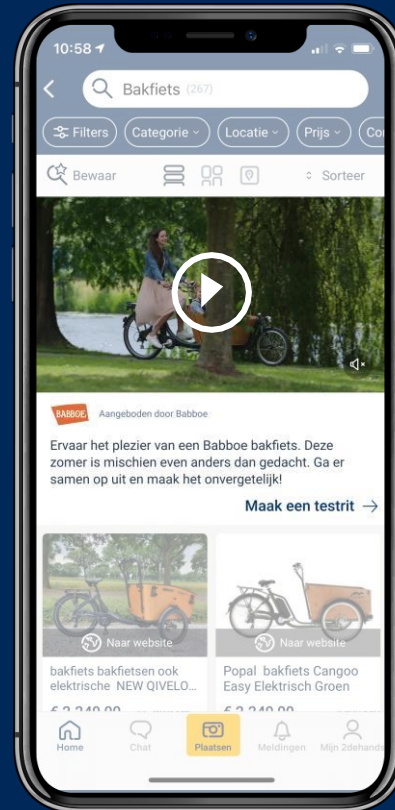 10:58
Bakfiets (267)
Filters
Categorie
Locatie
Prijs
Bewaar
Sorteer
BABBOE
Aangeboden door Babboe
Ervaar het plezier van een Babboe bakfiets. Deze
zomer is mischien even anders dan gedacht. Ga er
samen op uit en maak het onvergetelijk!
Maak een testrit →
Naar website
Naar website
bakfiets bakfietsen ook
elektrische NEW QIVELO...
Popal bakfiets Cangoo
Easy Elektrisch Groen
Home
Chat
Plaatsen
Meldingen
Mijn 2dehands